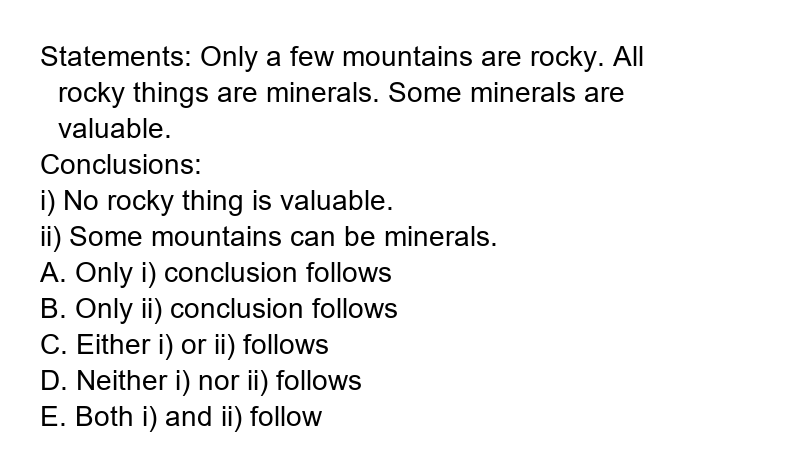 Statements: Only a few mountains are rocky. All
rocky things are minerals. Some minerals are
valuable.
Conclusions:
i) No rocky thing is valuable.
ii) Some mountains can be minerals.
A. Only i) conclusion follows
B. Only ii) conclusion follows
C. Either i) or ii) follows
D. Neither i) nor ii) follows
E. Both i) and ii) follow